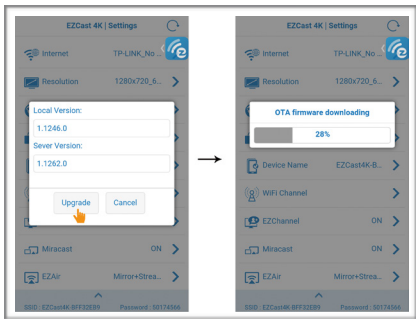 EZCast 4K | Settings
Internet TP-LINK_No...
Resolution 1280x720_6...
Local Version:
1.1246.0
Sever Version:
1.1262.0
Upgrade Cancel
Miracast ON
EZAir Mirror+Strea...
SSID : EZCast4K-BFF32E89 Password : 50174566
EZCast 4K | Settings
Internet TP-LINK_No...
Resolution 1280x720_6...
OTA firmware downloading
28%
Device Name EZCast4K-B...
WiFi Channel
EZChannel ON
Miracast ON
EZAir Mirror+Strea...
SSID : EZCast4K-BFF32E89 Password : 50174566